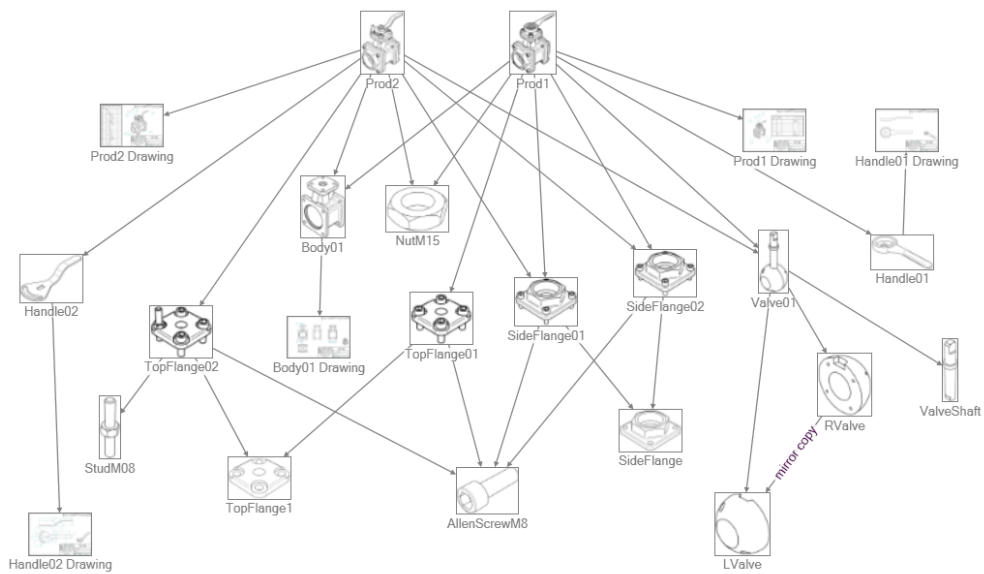 Prod2
Prod1
Prod2 Drawing
Prod1 Drawing
Handle01 Drawing
Body01
NutM15
Handle01
Handle02
Valve01
SideFlange02
SideFlange01
TopFlange01
TopFlange02
Body01 Drawing
ValveShaft
RValve
mirror copy
StudM08
SideFlange
TopFlange1
AllenScrewM8
Handle02 Drawing
LValve